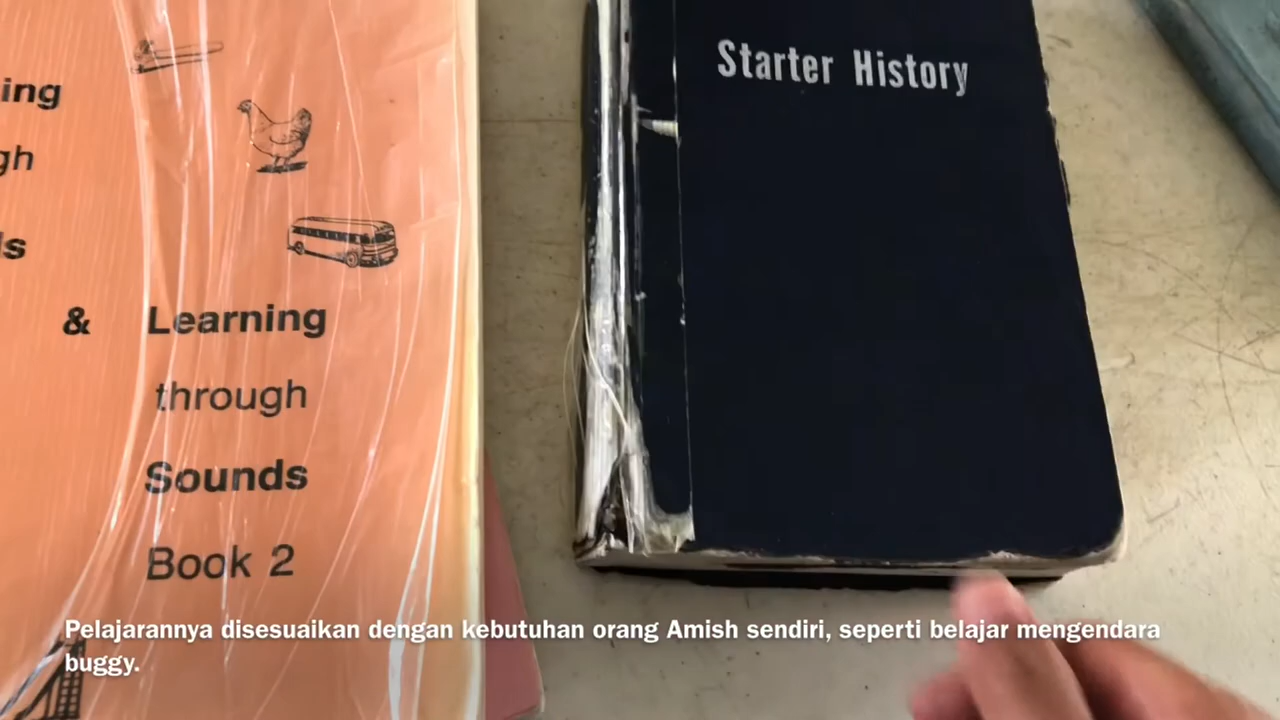 ing
gh
ls
& Learning
through
Sounds
Book 2
Starter History
Pelajarannya disesuaikan dengan kebutuhan orang Amish sendiri, seperti belajar mengendara
buggy.